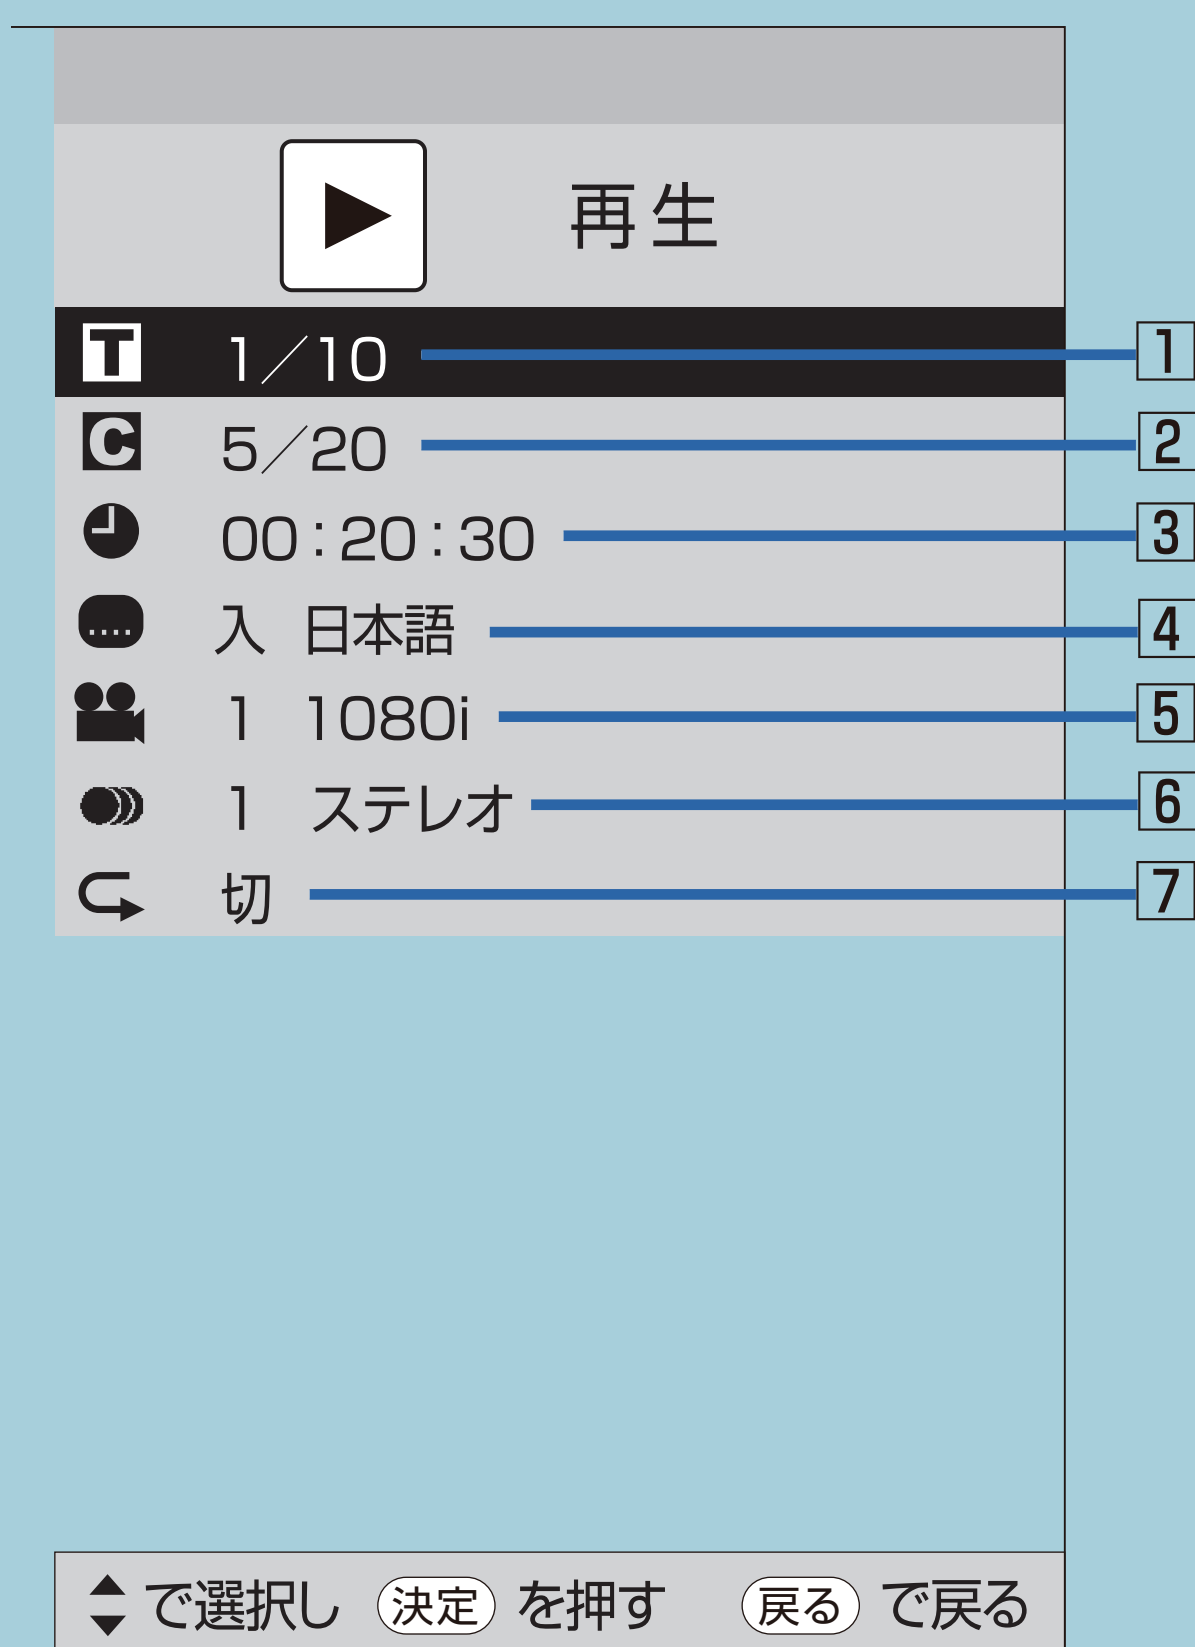 再生
T 1／10 1
C 5／20 2
00：20：30 3
入 日本語 4
1 1080i 5
1 ステレオ 6
切 7
で選択し 決定 を押す 戻る で戻る